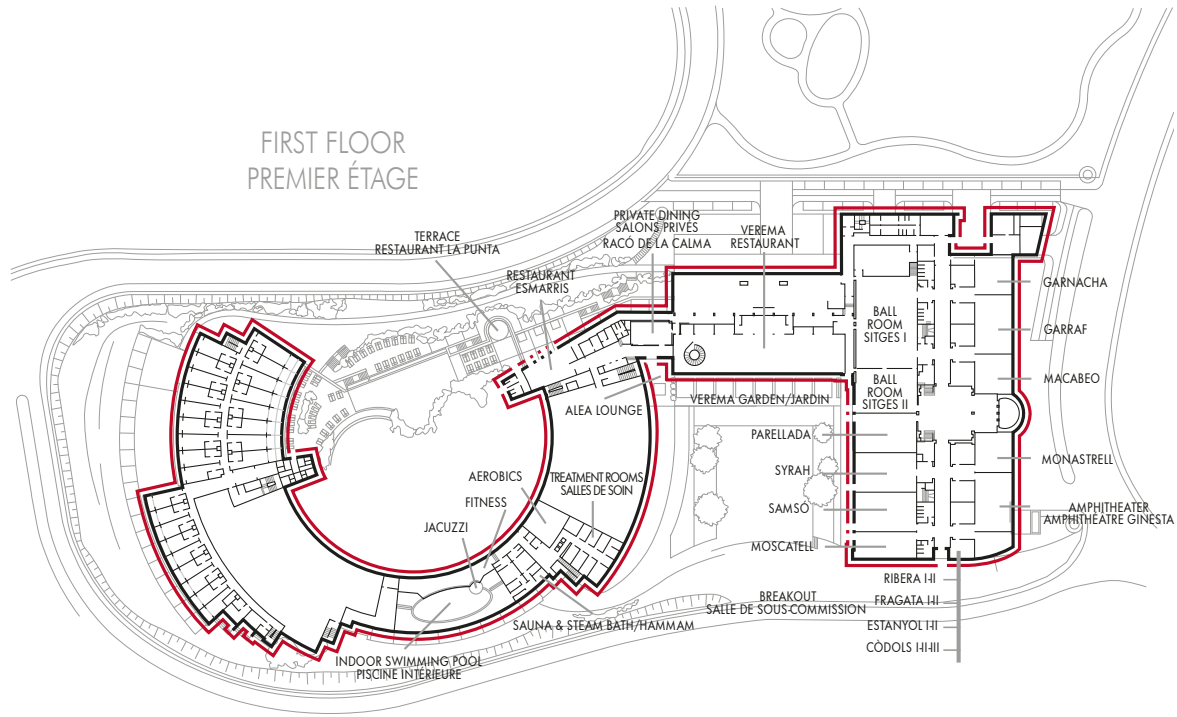 FIRST FLOOR
PREMIER ÉTAGE
TERRACE
RESTAURANT LA PUNTA
RESTAURANT
ESMARRIS
PRIVATE DINING
SALONS PRIVÉS
RACÓ DE LA CALMA
VEREMA
RESTAURANT
BALL
ROOM
SITGES I
BALL
ROOM
SITGES II
GARNACHA
GARRAF
MACABEO
MONASTRELL
AMPHITHEATER
AMPHITHÉATRE GINESTA
ALEA LOUNGE
VEREMA GARDEN/JARDIN
PARELLADA
SYRAH
SAMSÓ
MOSCATELL
AEROBICS
FITNESS
JACUZZI
TREATMENT ROOMS
SALLES DE SOIN
SAUNA & STEAM BATH/HAMMAM
INDOOR SWIMMING POOL
PISCINE INTÉRIEURE
BREAKOUT
SALLE DE SOUS-COMMISSION
RIBERA I-II
FRAGATA I-II
ESTANYOL I-II
CÒDOLS I-II-III